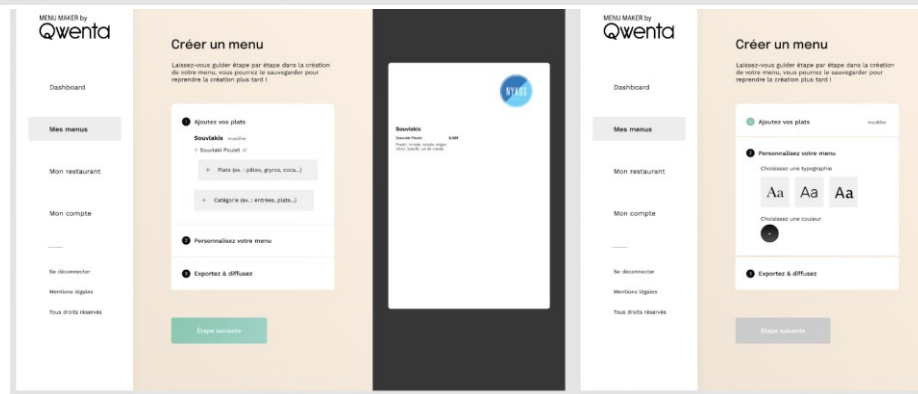 MENU MAKER by
Qwenta
Dashboard
Mes menus
Mon restaurant
Mon compte
Se déconnecter
Mentions légales
Tous droits réservés
Créer un menu
Laissez-vous guider étape par étape dans la création
de votre menu, vous pourrez le sauvegarder pour
reprendre la création plus tard !
1 Ajoutez vos plats
Souvlakis modifier
Souvlaki Poulet
+ Plats (ex. : pâtes, gyros, coca...)
+ Catégorie (ex. : entrées, plats...)
2 Personnalisez votre menu
3 Exportez & diffusez
Étape suivante
NYKOS
Souvlakis
Souvlaki Poulet
MENU MAKER by
Qwenta
Dashboard
Mes menus
Mon restaurant
Mon compte
Se déconnecter
Mentions légales
Tous droits réservés
Créer un menu
Laissez-vous guider étape par étape dans la création
de votre menu, vous pourrez le sauvegarder pour
reprendre la création plus tard !
Ajoutez vos plats modifier
Personnalisez votre menu
Choisissez une typographie
Aa Aa Aa
Choisissez une couleur
+
3 Exportez & diffusez
Étape suivante